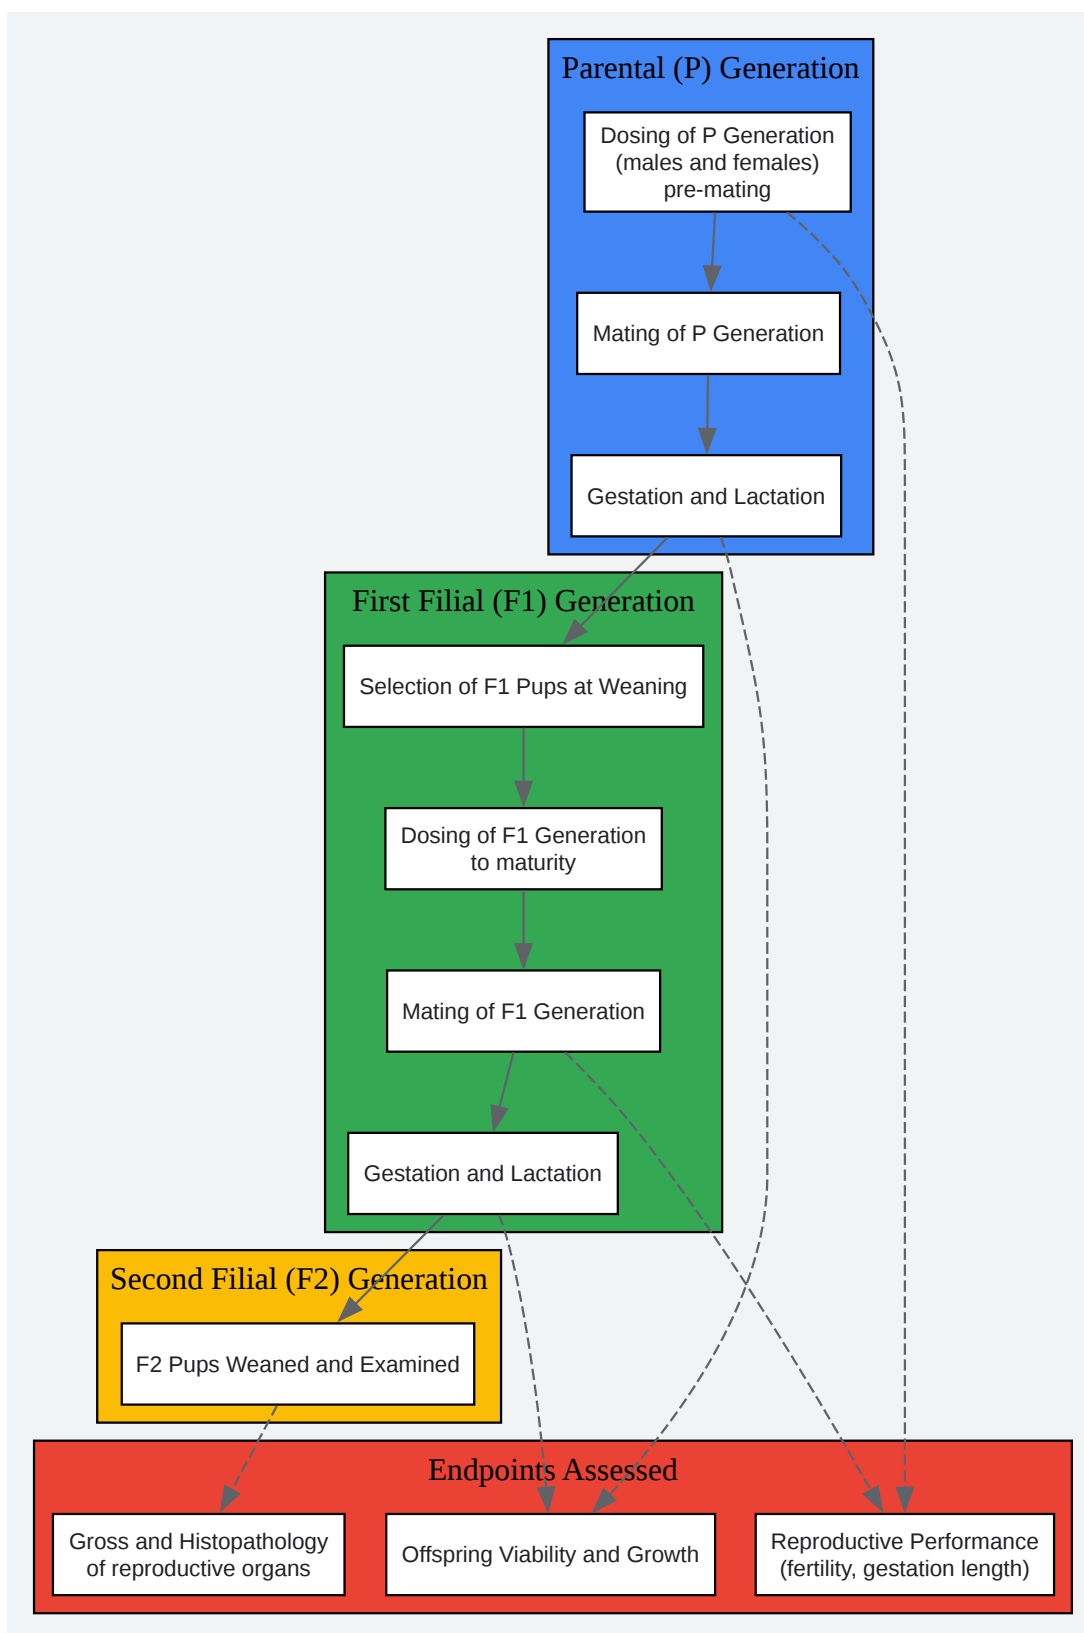 Parental (P) Generation
Dosing of P Generation
(males and females)
pre-mating
Mating of P Generation
Gestation and Lactation
First Filial (F1) Generation
Selection of F1 Pups at Weaning
Dosing of F1 Generation
to maturity
Mating of F1 Generation
Gestation and Lactation
Second Filial (F2) Generation
F2 Pups Weaned and Examined
Endpoints Assessed
Gross and Histopathology
of reproductive organs
Offspring Viability and Growth
Reproductive Performance
(fertility, gestation length)